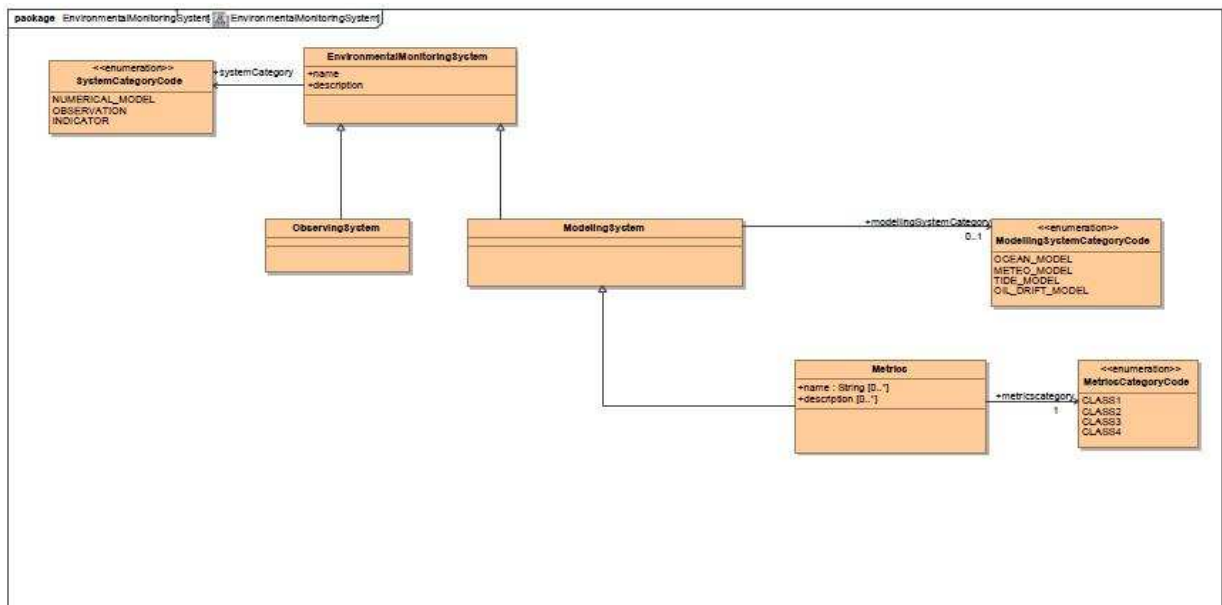 package EnvironmentalMonitoringSystem[ EnvironmentalMonitoringSystem]
EnvironmentalMonitoringSystem
+name
+description
+systemCategory
<<enumeration>>
SystemCategoryCode
NUMERICAL_MODEL
OBSERVATION
INDICATOR
ObservingSystem
ModelingSystem
+modellingSystemCategory
0..1
<<enumeration>>
ModellingSystemCategoryCode
OCEAN_MODEL
METEO_MODEL
TIDE_MODEL
OIL_DRIFT_MODEL
Metrics
+name : String [0..*]
+description [0..*]
+metricscategory
1
<<enumeration>>
MetricsCategoryCode
CLASS1
CLASS2
CLASS3
CLASS4